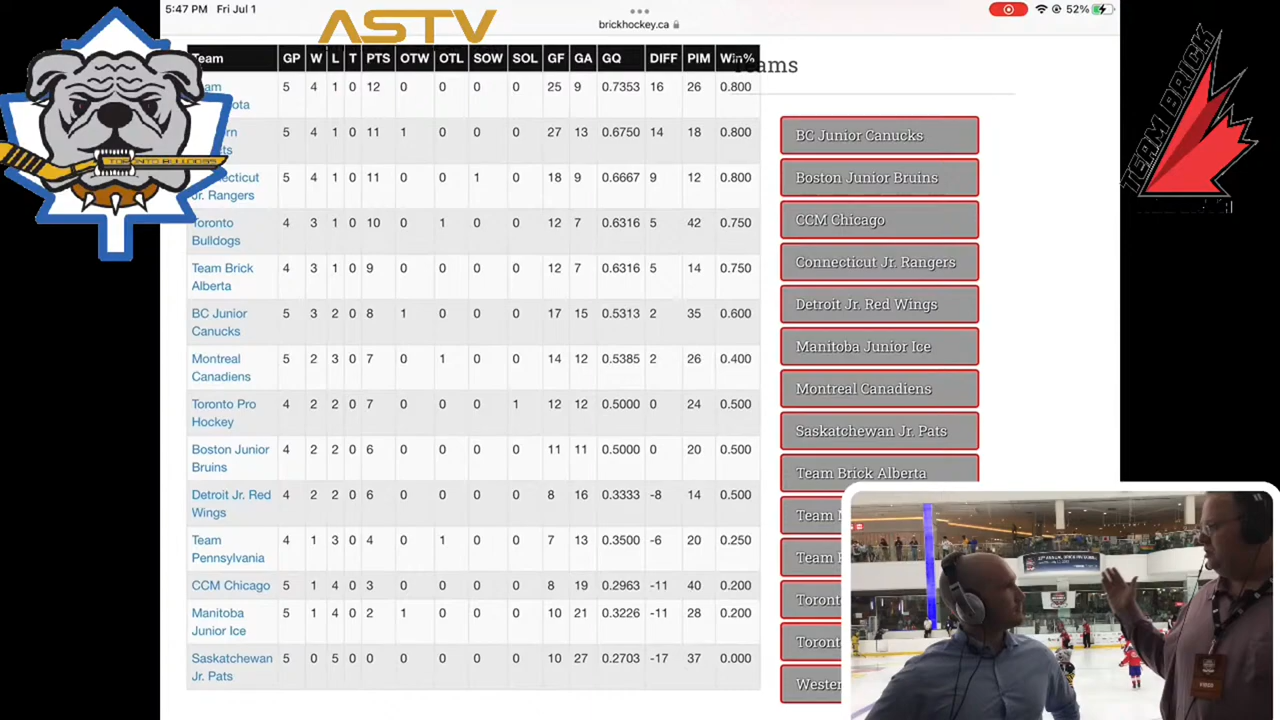 5:47 PM Fri Jul 1
ASTV
brickhockey.ca
52%
TORONTO BULLDOGS
TEAM BRICK
Team GP W L T PTS OTW OTL SOW SOL GF GA GQ DIFF PIM Win%
Teams
5 4 1 0 12 0 0 0 0 25 9 0.7353 16 26 0.800
5 4 1 0 11 1 0 0 0 27 13 0.6750 14 18 0.800
Connecticut Jr. Rangers 5 4 1 0 11 0 0 1 0 18 9 0.6667 9 12 0.800
Toronto Bulldogs 4 3 1 0 10 0 1 0 0 12 7 0.6316 5 42 0.750
Team Brick Alberta 4 3 1 0 9 0 0 0 0 12 7 0.6316 5 14 0.750
BC Junior Canucks 5 3 2 0 8 1 0 0 0 17 15 0.5313 2 35 0.600
Montreal Canadiens 5 2 3 0 7 0 1 0 0 14 12 0.5385 2 26 0.400
Toronto Pro Hockey 4 2 2 0 7 0 0 0 1 12 12 0.5000 0 24 0.500
Boston Junior Bruins 4 2 2 0 6 0 0 0 0 11 11 0.5000 0 20 0.500
Detroit Jr. Red Wings 4 2 2 0 6 0 0 0 0 8 16 0.3333 -8 14 0.500
Team Pennsylvania 4 1 3 0 4 0 1 0 0 7 13 0.3500 -6 20 0.250
CCM Chicago 5 1 4 0 3 0 0 0 0 8 19 0.2963 -11 40 0.200
Manitoba Junior Ice 5 1 4 0 2 1 0 0 0 10 21 0.3226 -11 28 0.200
Saskatchewan Jr. Pats 5 0 5 0 0 0 0 0 0 10 27 0.2703 -17 37 0.000
BC Junior Canucks
Boston Junior Bruins
CCM Chicago
Connecticut Jr. Rangers
Detroit Jr. Red Wings
Manitoba Junior Ice
Montreal Canadiens
Saskatchewan Jr. Pats
Team Brick Alberta
Team
Team
Toront
Toront
Wester